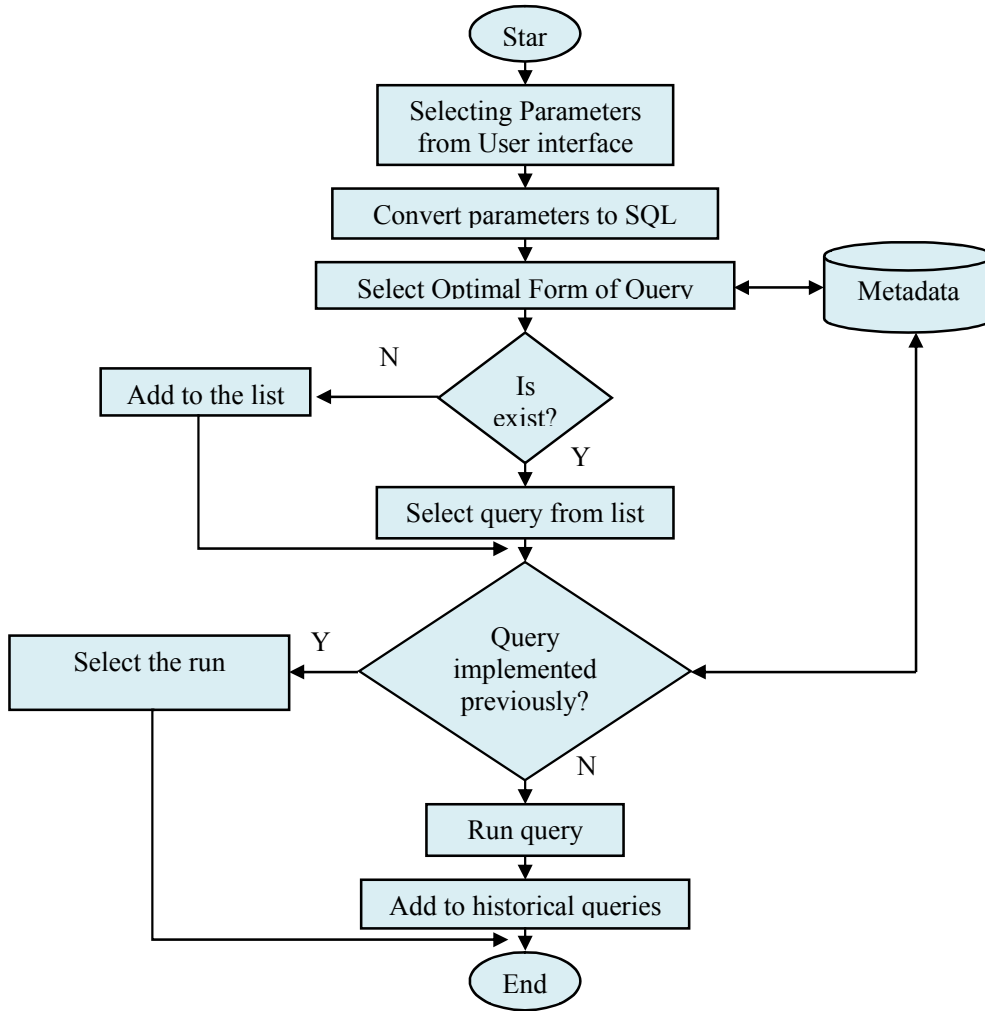 Star
Selecting Parameters
from User interface
Convert parameters to SQL
Select Optimal Form of Query
Metadata
N
Add to the list
Is
exist?
Y
Select query from list
Y
Select the run
Query
implemented
previously?
N
Run query
Add to historical queries
End